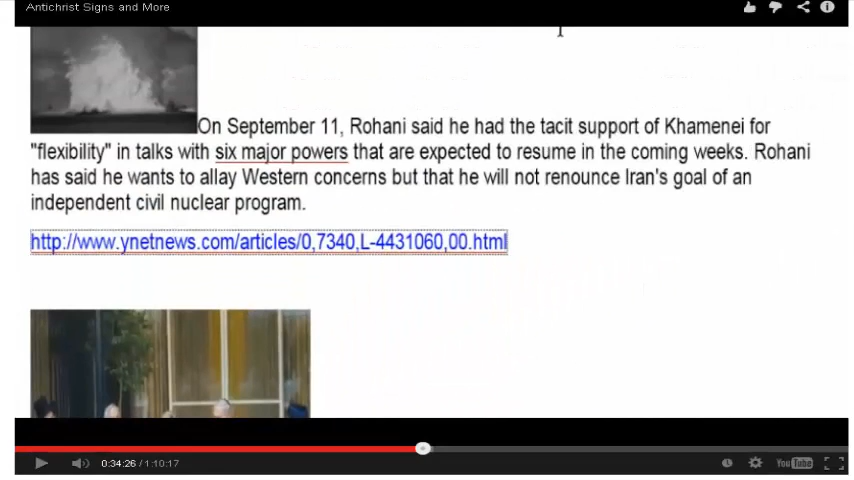 Antichrist Signs and More
On September 11, Rohani said he had the tacit support of Khamenei for
"flexibility" in talks with six major powers that are expected to resume in the coming weeks. Rohani
has said he wants to allay Western concerns but that he will not renounce Iran's goal of an
independent civil nuclear program.
http://www.ynetnews.com/articles/0,7340,L-4431060,00.html
0:34:26 / 1:10:17
YouTube